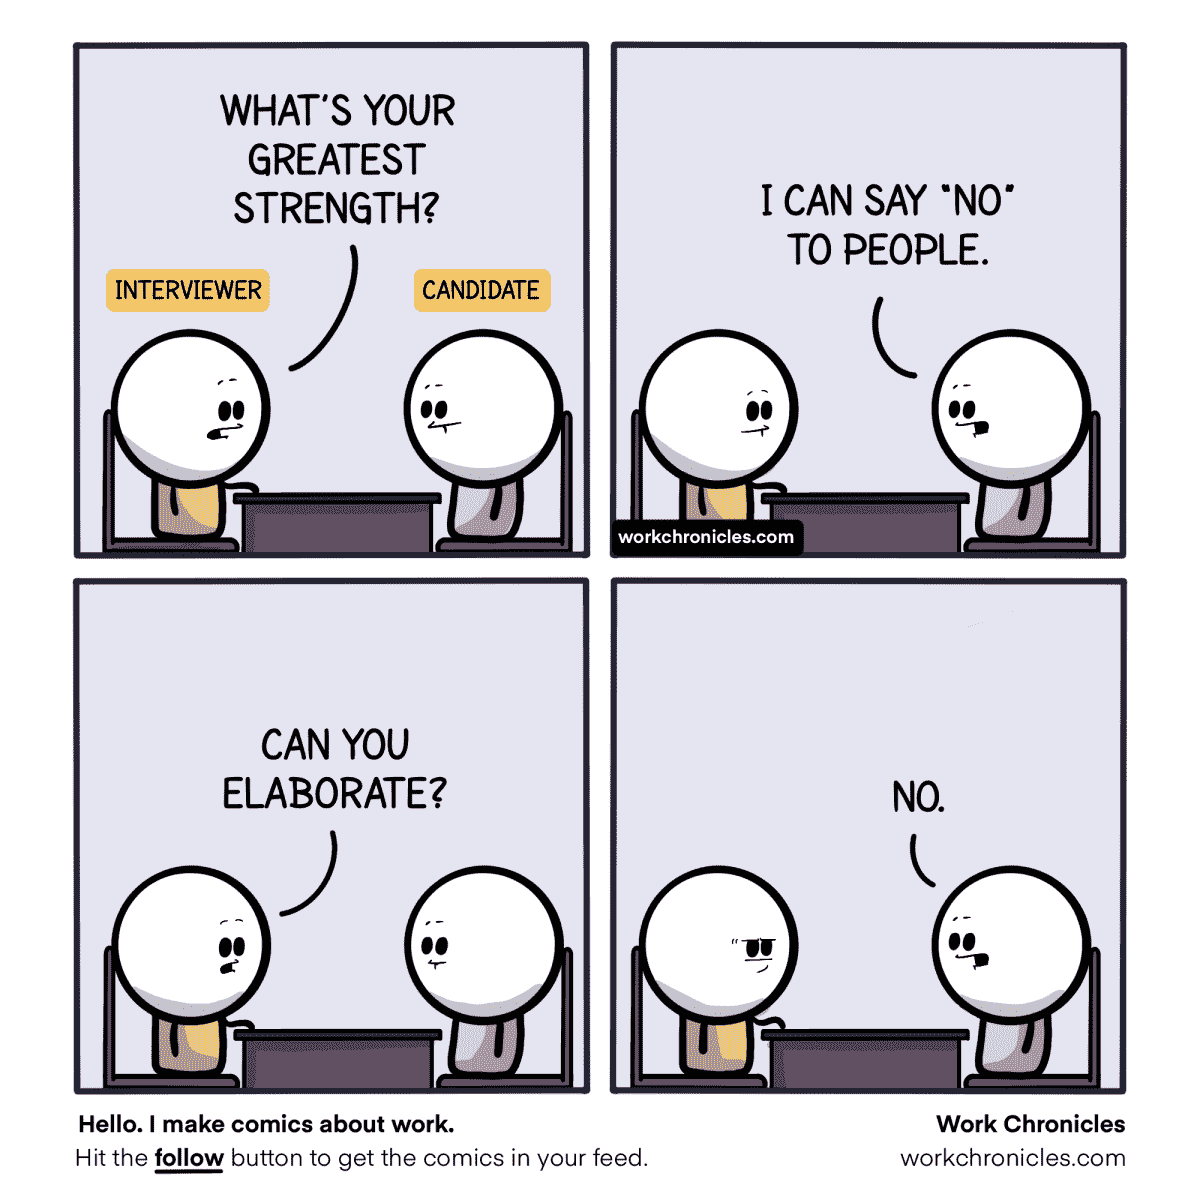 WHAT'S YOUR
GREATEST
STRENGTH?
INTERVIEWER
CANDIDATE
I CAN SAY "NO"
TO PEOPLE.
workchronicles.com
CAN YOU
ELABORATE?
NO.
Hello. I make comics about work.
Hit the follow button to get the comics in your feed.
Work Chronicles
workchronicles.com